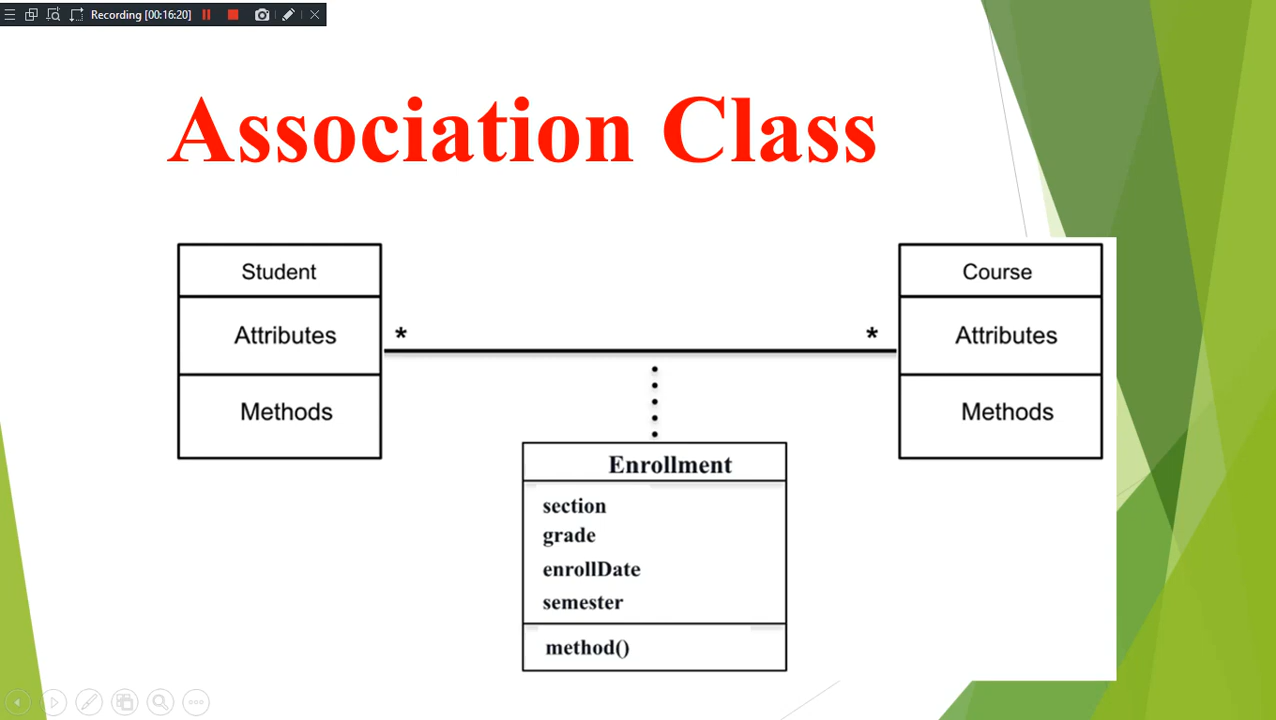 Recording [00:16:20]
Association Class
Student
Attributes
Methods
*
*
Course
Attributes
Methods
Enrollment
section
grade
enrollDate
semester
method()